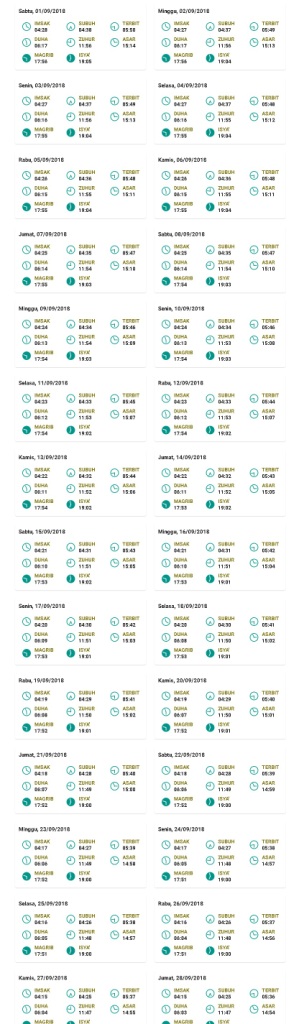 Sabtu, 01/09/2018
IMSAK 04:28 SUBUH 04:38 TERBIT 05:50
DUHA 06:17 ZUHUR 11:56 ASAR 15:14
MAGRIB 17:56 ISYA' 19:05
Minggu, 02/09/2018
IMSAK 04:27 SUBUH 04:37 TERBIT 05:49
DUHA 06:17 ZUHUR 11:56 ASAR 15:13
MAGRIB 17:56 ISYA' 19:04
Senin, 03/09/2018
IMSAK 04:27 SUBUH 04:37 TERBIT 05:49
DUHA 06:16 ZUHUR 11:56 ASAR 15:13
MAGRIB 17:55 ISYA' 19:04
Selasa, 04/09/2018
IMSAK 04:27 SUBUH 04:37 TERBIT 05:48
DUHA 06:16 ZUHUR 11:55 ASAR 15:12
MAGRIB 17:55 ISYA' 19:04
Rabu, 05/09/2018
IMSAK 04:26 SUBUH 04:36 TERBIT 05:48
DUHA 06:15 ZUHUR 11:55 ASAR 15:11
MAGRIB 17:55 ISYA' 19:04
Kamis, 06/09/2018
IMSAK 04:26 SUBUH 04:36 TERBIT 05:48
DUHA 06:15 ZUHUR 11:55 ASAR 15:11
MAGRIB 17:55 ISYA' 19:04
Jumat, 07/09/2018
IMSAK 04:25 SUBUH 04:35 TERBIT 05:47
DUHA 06:14 ZUHUR 11:54 ASAR 15:10
MAGRIB 17:55 ISYA' 19:03
Sabtu, 08/09/2018
IMSAK 04:25 SUBUH 04:35 TERBIT 05:47
DUHA 06:14 ZUHUR 11:54 ASAR 15:10
MAGRIB 17:54 ISYA' 19:03
Minggu, 09/09/2018
IMSAK 04:24 SUBUH 04:34 TERBIT 05:46
DUHA 06:13 ZUHUR 11:54 ASAR 15:09
MAGRIB 17:54 ISYA' 19:03
Senin, 10/09/2018
IMSAK 04:24 SUBUH 04:34 TERBIT 05:46
DUHA 06:13 ZUHUR 11:53 ASAR 15:08
MAGRIB 17:54 ISYA' 19:03
Selasa, 11/09/2018
IMSAK 04:23 SUBUH 04:33 TERBIT 05:45
DUHA 06:12 ZUHUR 11:53 ASAR 15:07
MAGRIB 17:54 ISYA' 19:02
Rabu, 12/09/2018
IMSAK 04:23 SUBUH 04:33 TERBIT 05:44
DUHA 06:12 ZUHUR 11:53 ASAR 15:07
MAGRIB 17:54 ISYA' 19:02
Kamis, 13/09/2018
IMSAK 04:22 SUBUH 04:32 TERBIT 05:44
DUHA 06:11 ZUHUR 11:52 ASAR 15:06
MAGRIB 17:54 ISYA' 19:02
Jumat, 14/09/2018
IMSAK 04:22 SUBUH 04:32 TERBIT 05:43
DUHA 06:11 ZUHUR 11:52 ASAR 15:05
MAGRIB 17:53 ISYA' 19:02
Sabtu, 15/09/2018
IMSAK 04:21 SUBUH 04:31 TERBIT 05:43
DUHA 06:10 ZUHUR 11:51 ASAR 15:05
MAGRIB 17:53 ISYA' 19:02
Minggu, 16/09/2018
IMSAK 04:21 SUBUH 04:31 TERBIT 05:42
DUHA 06:10 ZUHUR 11:51 ASAR 15:04
MAGRIB 17:53 ISYA' 19:01
Senin, 17/09/2018
IMSAK 04:20 SUBUH 04:30 TERBIT 05:42
DUHA 06:09 ZUHUR 11:51 ASAR 15:03
MAGRIB 17:53 ISYA' 19:01
Selasa, 18/09/2018
IMSAK 04:20 SUBUH 04:30 TERBIT 05:41
DUHA 06:08 ZUHUR 11:50 ASAR 15:02
MAGRIB 17:53 ISYA' 19:01
Rabu, 19/09/2018
IMSAK 04:19 SUBUH 04:29 TERBIT 05:41
DUHA 06:08 ZUHUR 11:50 ASAR 15:02
MAGRIB 17:52 ISYA' 19:01
Kamis, 20/09/2018
IMSAK 04:19 SUBUH 04:29 TERBIT 05:40
DUHA 06:07 ZUHUR 11:50 ASAR 15:01
MAGRIB 17:52 ISYA' 19:01
Jumat, 21/09/2018
IMSAK 04:18 SUBUH 04:28 TERBIT 05:40
DUHA 06:07 ZUHUR 11:49 ASAR 15:00
MAGRIB 17:52 ISYA' 19:00
Sabtu, 22/09/2018
IMSAK 04:18 SUBUH 04:28 TERBIT 05:39
DUHA 06:06 ZUHUR 11:49 ASAR 14:59
MAGRIB 17:52 ISYA' 19:00
Minggu, 23/09/2018
IMSAK 04:17 SUBUH 04:27 TERBIT 05:39
DUHA 06:06 ZUHUR 11:49 ASAR 14:58
MAGRIB 17:52 ISYA' 19:00
Senin, 24/09/2018
IMSAK 04:17 SUBUH 04:27 TERBIT 05:38
DUHA 06:05 ZUHUR 11:48 ASAR 14:57
MAGRIB 17:51 ISYA' 19:00
Selasa, 25/09/2018
IMSAK 04:16 SUBUH 04:26 TERBIT 05:38
DUHA 06:05 ZUHUR 11:48 ASAR 14:57
MAGRIB 17:51 ISYA' 19:00
Rabu, 26/09/2018
IMSAK 04:16 SUBUH 04:26 TERBIT 05:37
DUHA 06:04 ZUHUR 11:48 ASAR 14:56
MAGRIB 17:51 ISYA' 19:00
Kamis, 27/09/2018
IMSAK 04:15 SUBUH 04:25 TERBIT 05:37
DUHA 06:04 ZUHUR 11:47 ASAR 14:55
MAGRIB ISYA'
Jumat, 28/09/2018
IMSAK 04:15 SUBUH 04:25 TERBIT 05:36
DUHA 06:03 ZUHUR 11:47 ASAR 14:54
MAGRIB ISYA'